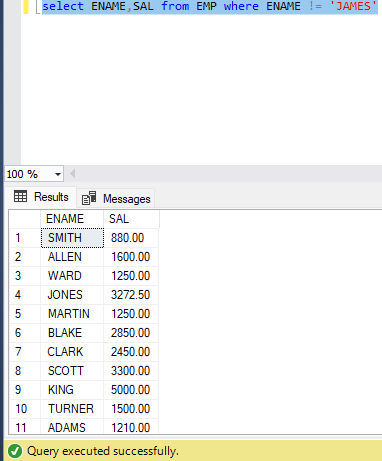 select ENAME,SAL from EMP where ENAME != 'JAMES'
100 %
Results Messages
ENAME SAL
1 SMITH 880.00
2 ALLEN 1600.00
3 WARD 1250.00
4 JONES 3272.50
5 MARTIN 1250.00
6 BLAKE 2850.00
7 CLARK 2450.00
8 SCOTT 3300.00
9 KING 5000.00
10 TURNER 1500.00
11 ADAMS 1210.00
Query executed successfully.